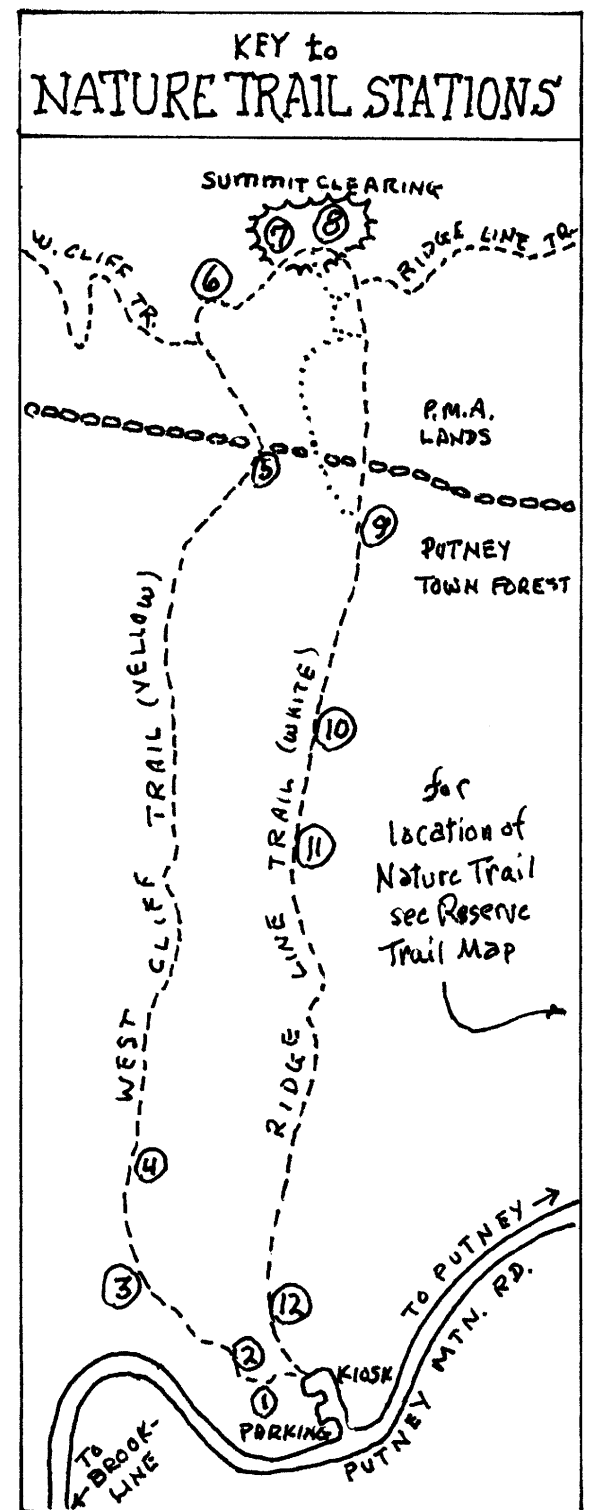 KEY to
NATURE TRAIL STATIONS
SUMMIT CLEARING
7
8
W. CLIFF TR.
6
RIDGE LINE TR.
P.M.A.
LANDS
5
9
PUTNEY
TOWN FOREST
WEST CLIFF TRAIL (YELLOW)
RIDGE LINE TRAIL (WHITE)
10
11
for
location of
Nature Trail
see Reserve
Trail Map
4
3
12
2
1
KIOSK
PARKING
TO PUTNEY
PUTNEY MTN. RD.
TO
BROOK-
LINE